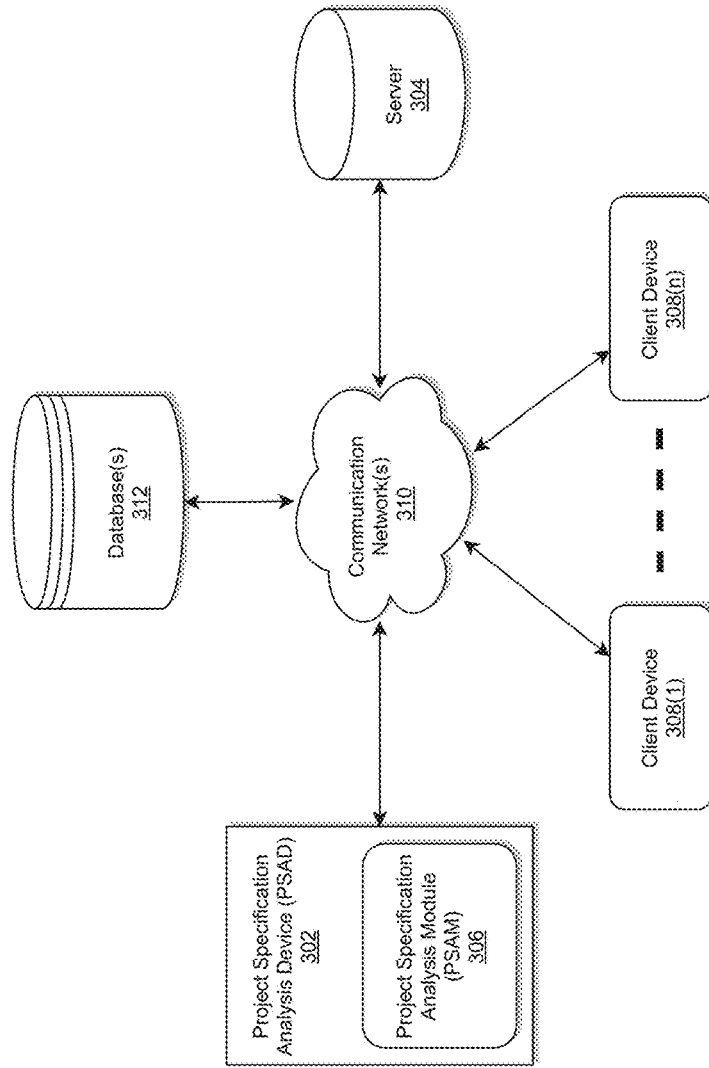 Database(s)
312
Server
304
Communication
Network(s)
310
Project Specification
Analysis Device (PSAD)
302
Project Specification
Analysis Module
(PSAM)
306
Client Device
308(1)
Client Device
308(n)